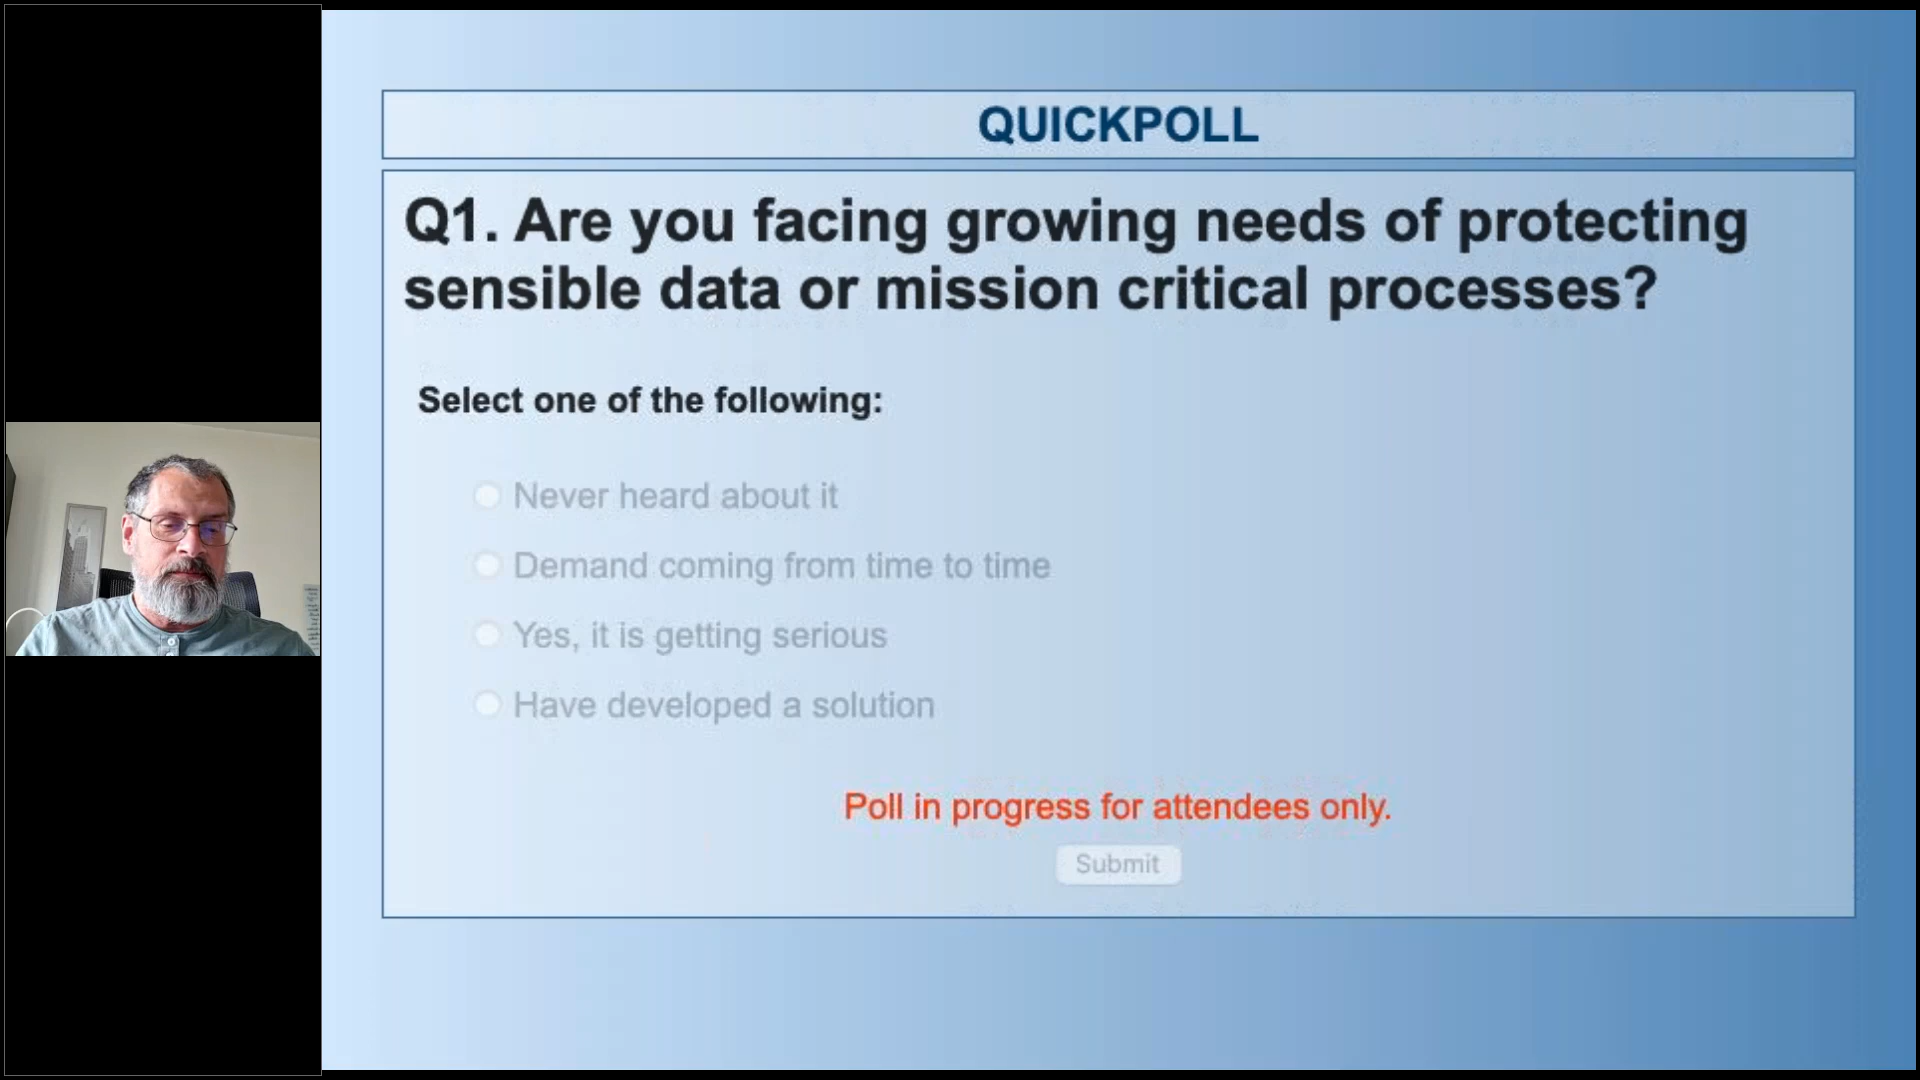 QUICKPOLL
Q1. Are you facing growing needs of protecting
sensible data or mission critical processes?
Select one of the following:
Never heard about it
Demand coming from time to time
Yes, it is getting serious
Have developed a solution
Poll in progress for attendees only.
Submit